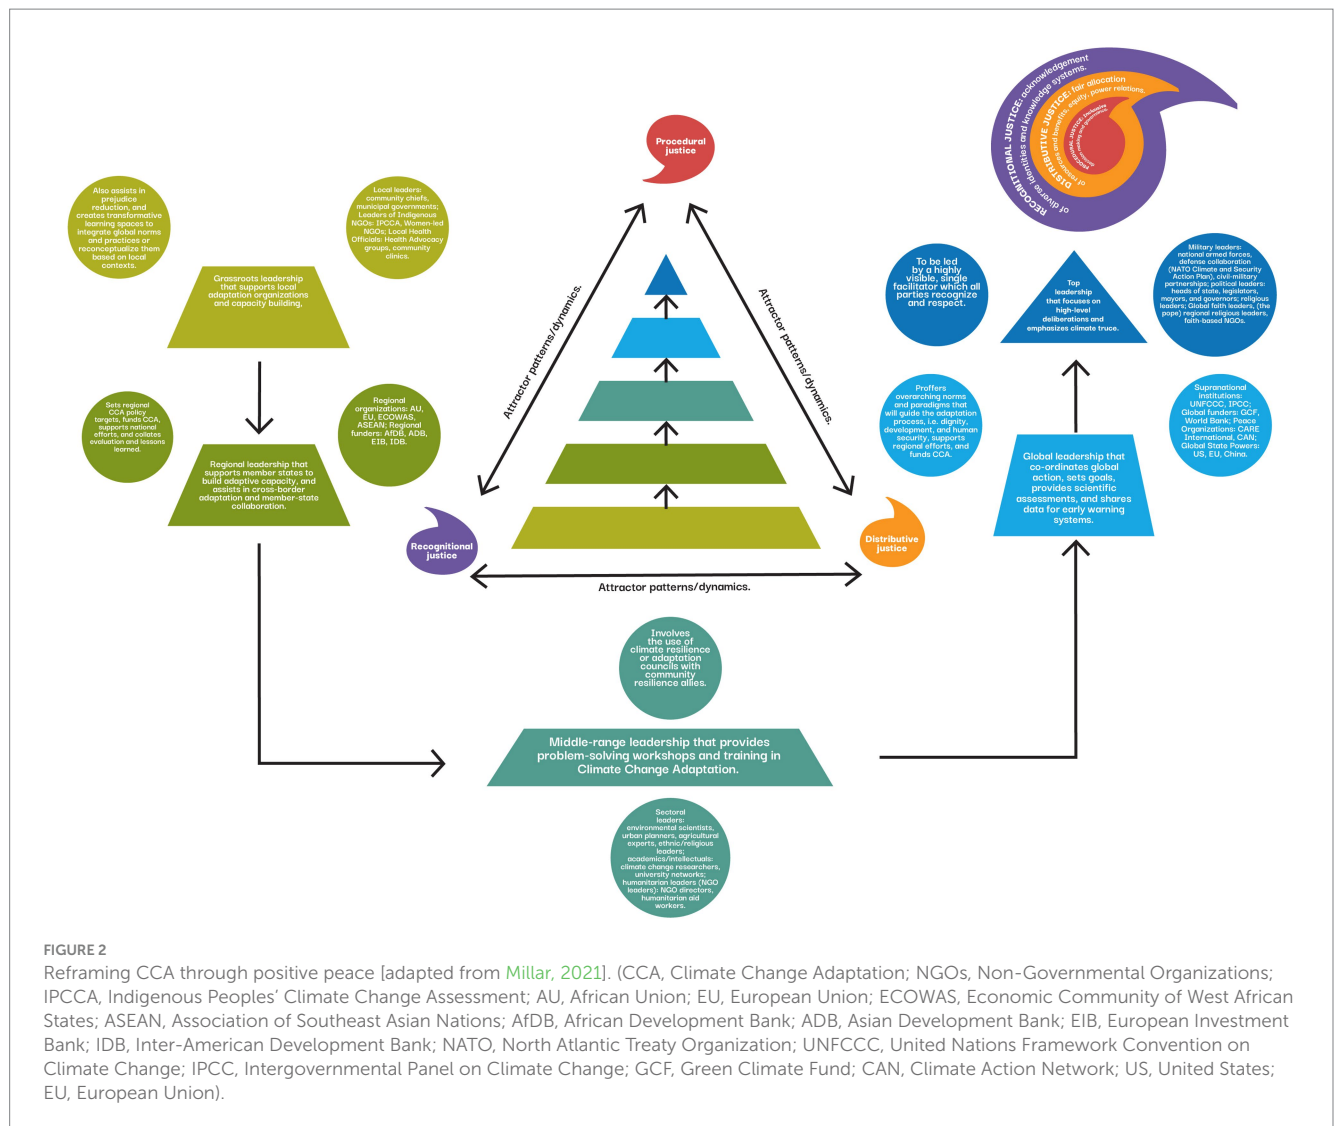 Procedural
justice
RECOGNITIONAL JUSTICE: acknowledgement
of diverse identities and knowledge systems.
DISTRIBUTIVE JUSTICE: fair allocation
of resources and benefits, equity, power relations.
PROCEDURAL JUSTICE: Inclusive
decision making and governance.
Also assists in
prejudice
reduction, and
creates transformative
learning spaces to
integrate global norms
and practices or
reconceptualize them
based on local
contexts.
Local leaders:
community chiefs,
municipal governments;
Leaders of Indigenous
NGOs: IPCCA, Women-led
NGOs; Local Health
Officials: Health Advocacy
groups, community
clinics.
Grassroots leadership
that supports local
adaptation organizations
and capacity building,
Sets regional
CCA policy
targets, funds CCA,
supports national
efforts, and collates
evaluation and lessons
learned.
Regional
organizations: AU,
EU, ECOWAS,
ASEAN; Regional
funders: AfDB, ADB,
EIB, IDB.
Regional leadership that
supports member states to
build adaptive capacity, and
assists in cross-border
adaptation and member-state
collaboration.
Attractor patterns/dynamics.
Attractor patterns/dynamics.
Recognitional
justice
Distributive
justice
Attractor patterns/dynamics.
To be led
by a highly
visible, single
facilitator which all
parties recognize
and respect.
Top
leadership
that focuses on
high-level
deliberations and
emphasizes climate truce.
Military leaders:
national armed forces,
defense collaboration
(NATO Climate and Security
Action Plan), civil-military
partnerships; political leaders:
heads of state, legislators,
mayors, and governors; religious
leaders; Global faith leaders, (the
pope) regional religious leaders,
faith-based NGOs.
Proffers
overarching norms
and paradigms that
will guide the adaptation
process, i.e. dignity,
development, and human
security, supports
regional efforts, and
funds CCA.
Supranational
institutions:
UNFCCC, IPCC;
Global funders: GCF,
World Bank; Peace
Organizations: CARE
International, CAN;
Global State Powers:
US, EU, China.
Global leadership that
co-ordinates global
action, sets goals,
provides scientific
assessments, and shares
data for early warning
systems.
Involves
the use of
climate resilience
or adaptation
councils with
community
resilience allies.
Middle-range leadership that provides
problem-solving workshops and training in
Climate Change Adaptation.
Sectoral
leaders:
environmental scientists,
urban planners, agricultural
experts, ethnic/religious
leaders;
academics/intellectuals:
climate change researchers,
university networks;
humanitarian leaders (NGO
leaders): NGO directors,
humanitarian aid
workers.
FIGURE 2
Reframing CCA through positive peace [adapted from Millar, 2021]. (CCA, Climate Change Adaptation; NGOs, Non-Governmental Organizations;
IPCCA, Indigenous Peoples' Climate Change Assessment; AU, African Union; EU, European Union; ECOWAS, Economic Community of West African
States; ASEAN, Association of Southeast Asian Nations; AfDB, African Development Bank; ADB, Asian Development Bank; EIB, European Investment
Bank; IDB, Inter-American Development Bank; NATO, North Atlantic Treaty Organization; UNFCCC, United Nations Framework Convention on
Climate Change; IPCC, Intergovernmental Panel on Climate Change; GCF, Green Climate Fund; CAN, Climate Action Network; US, United States;
EU, European Union).